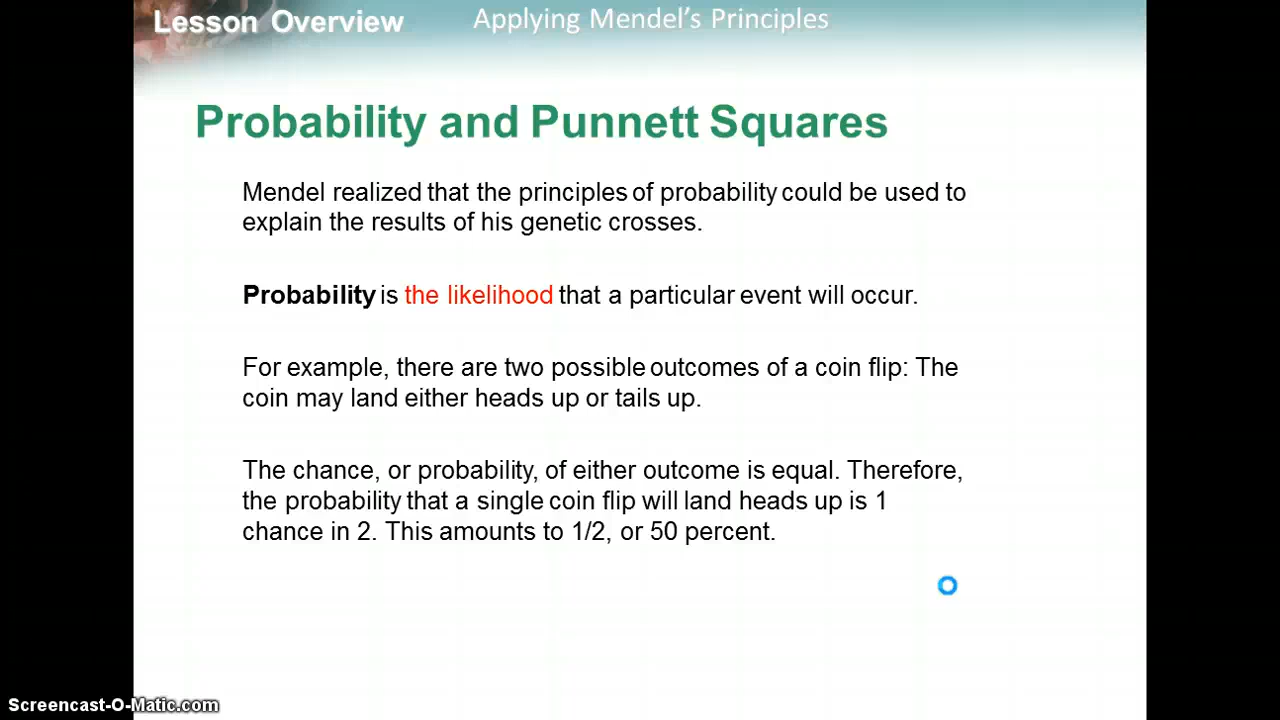 Lesson Overview Applying Mendel's Principles
Probability and Punnett Squares
Mendel realized that the principles of probability could be used to
explain the results of his genetic crosses.
Probability is the likelihood that a particular event will occur.
For example, there are two possible outcomes of a coin flip: The
coin may land either heads up or tails up.
The chance, or probability, of either outcome is equal. Therefore,
the probability that a single coin flip will land heads up is 1
chance in 2. This amounts to 1/2, or 50 percent.
Screencast-O-Matic.com